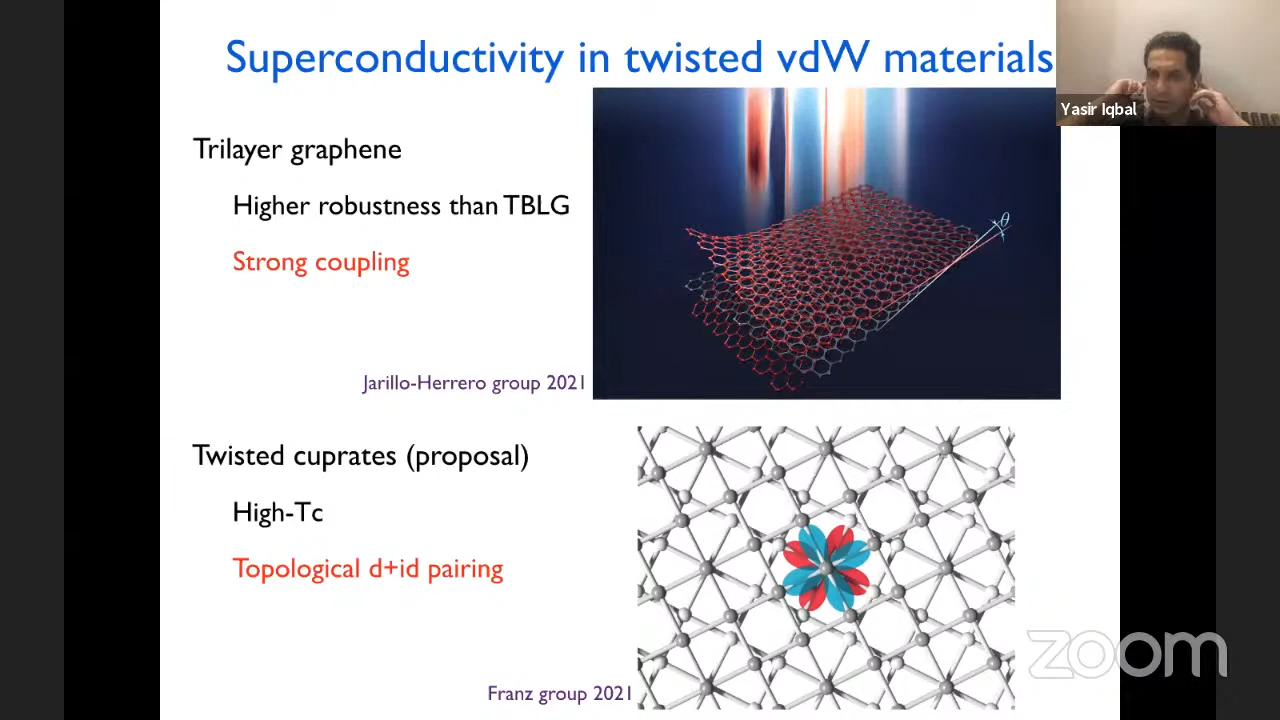 Superconductivity in twisted vdW materials
Yasir Iqbal
Trilayer graphene
Higher robustness than TBLG
Strong coupling
θ
Jarillo-Herrero group 2021
Twisted cuprates (proposal)
High-Tc
Topological d+id pairing
Franz group 2021
zoom